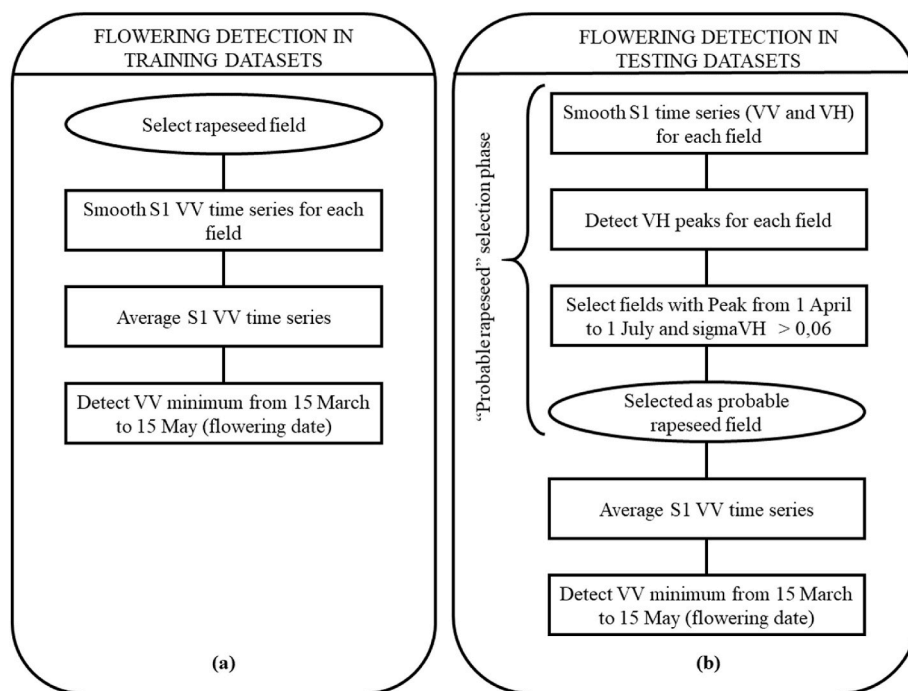 FLOWERING DETECTION IN
TRAINING DATASETS
Select rapeseed field
Smooth S1 VV time series for each
field
Average S1 VV time series
Detect VV minimum from 15 March
to 15 May (flowering date)
(a)
FLOWERING DETECTION IN
TESTING DATASETS
“Probable rapeseed” selection phase
Smooth S1 time series (VV and VH)
for each field
Detect VH peaks for each field
Select fields with Peak from 1 April
to 1 July and sigmaVH > 0,06
Selected as probable
rapeseed field
Average S1 VV time series
Detect VV minimum from 15 March
to 15 May (flowering date)
(b)